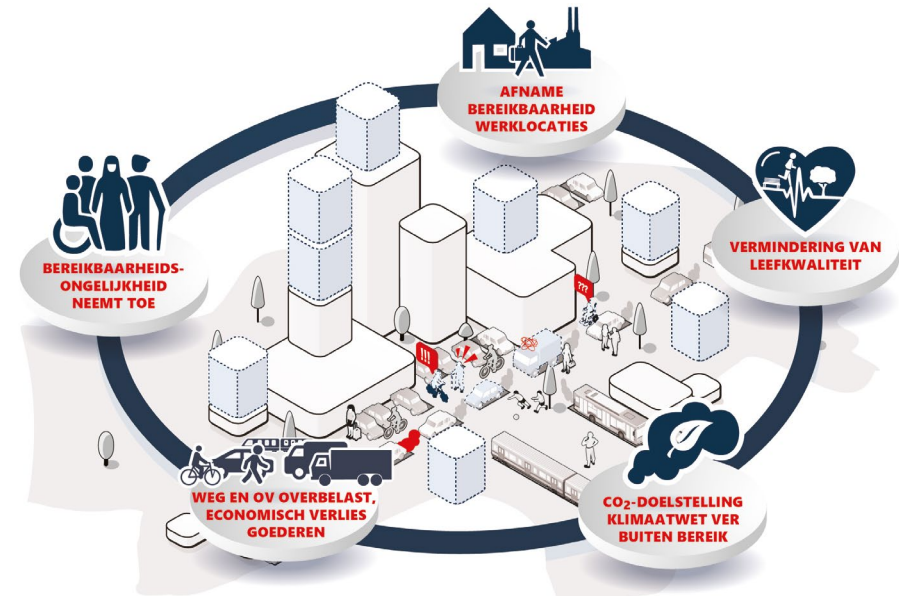 AFNAME
BEREIKBAARHEID
WERKLOCATIES
VERMINDERING VAN
LEEFKWALITEIT
BEREIKBAARHEIDS-
ONGELIJKHEID
NEEMT TOE
???
!!!
WEG EN OV OVERBELAST,
ECONOMISCH VERLIES
GOEDEREN
CO₂-DOELSTELLING
KLIMAATWET VER
BUITEN BEREIK